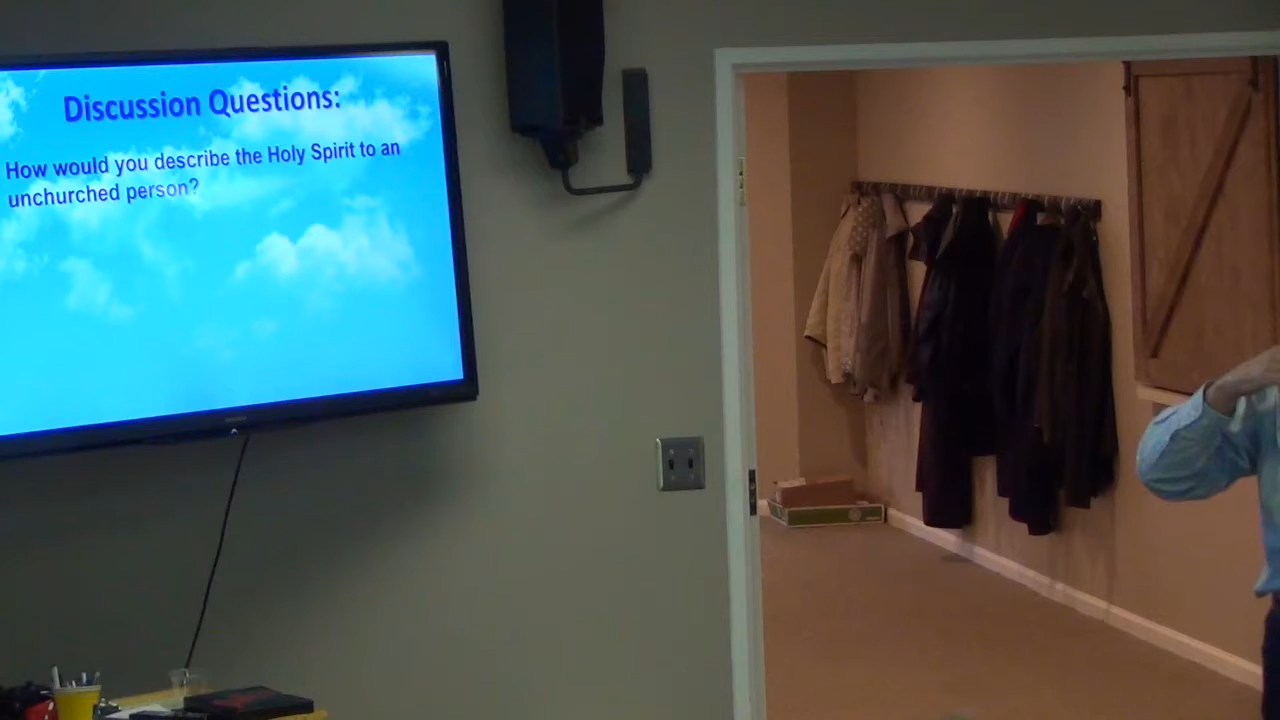 Discussion Questions:
How would you describe the Holy Spirit to an
unchurched person?